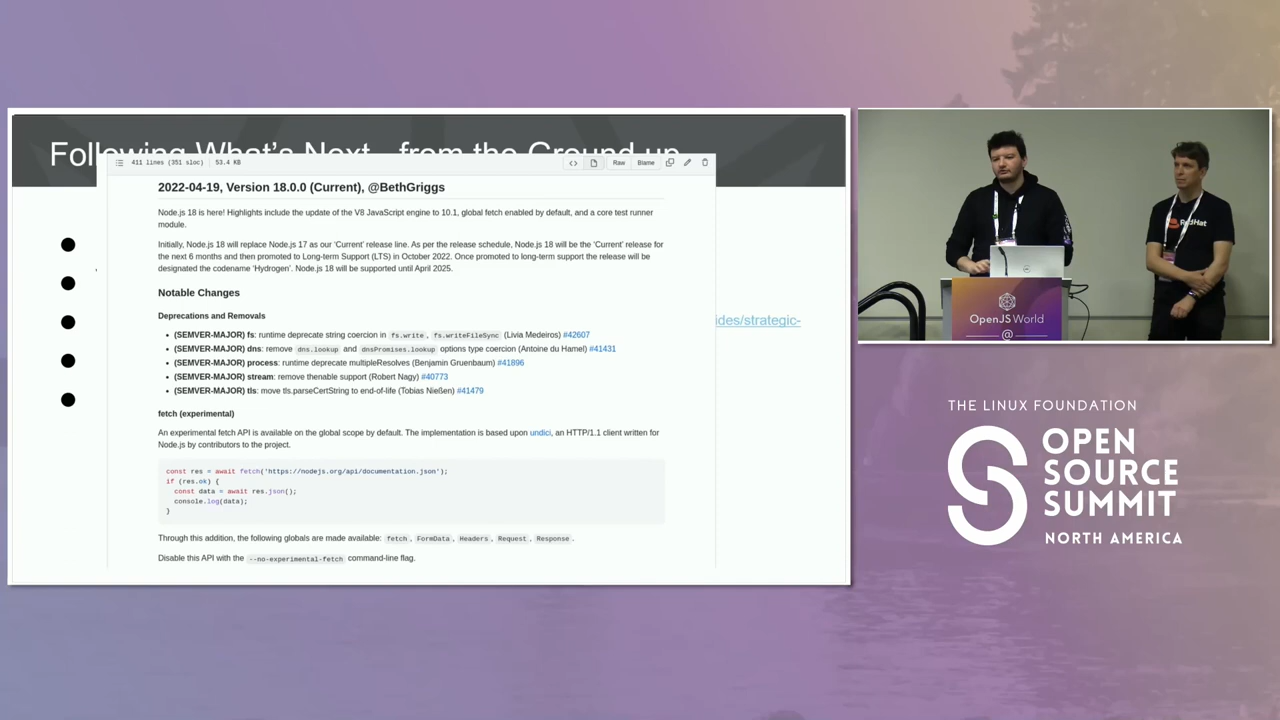 Following What's Next - from the Ground up
411 lines (351 sloc) 53.4 KB
Raw Blame
2022-04-19, Version 18.0.0 (Current), @BethGriggs
Node.js 18 is here! Highlights include the update of the V8 JavaScript engine to 10.1, global fetch enabled by default, and a core test runner
module.
Initially, Node.js 18 will replace Node.js 17 as our 'Current' release line. As per the release schedule, Node.js 18 will be the 'Current' release for
the next 6 months and then promoted to Long-term Support (LTS) in October 2022. Once promoted to long-term support the release will be
designated the codename 'Hydrogen'. Node.js 18 will be supported until April 2025.
Notable Changes
Deprecations and Removals
• (SEMVER-MAJOR) fs: runtime deprecate string coercion in fs.write, fs.writeFileSync (Livia Medeiros) #42607
• (SEMVER-MAJOR) dns: remove dns.lookup and dnsPromises.lookup options type coercion (Antoine du Hamel) #41431
• (SEMVER-MAJOR) process: runtime deprecate multipleResolves (Benjamin Gruenbaum) #41896
• (SEMVER-MAJOR) stream: remove thenable support (Robert Nagy) #40773
• (SEMVER-MAJOR) tls: move tls.parseCertString to end-of-life (Tobias Nießen) #41479
ides/strategic-
fetch (experimental)
An experimental fetch API is available on the global scope by default. The implementation is based upon undici, an HTTP/1.1 client written for
Node.js by contributors to the project.
const res = await fetch('https://nodejs.org/api/documentation.json');
if (res.ok) {
const data = await res.json();
console.log(data);
}
Through this addition, the following globals are made available: fetch, FormData, Headers, Request, Response.
Disable this API with the --no-experimental-fetch command-line flag.
RedHat
OpenJS World
@
THE LINUX FOUNDATION
OPEN
SOURCE
SUMMIT
NORTH AMERICA